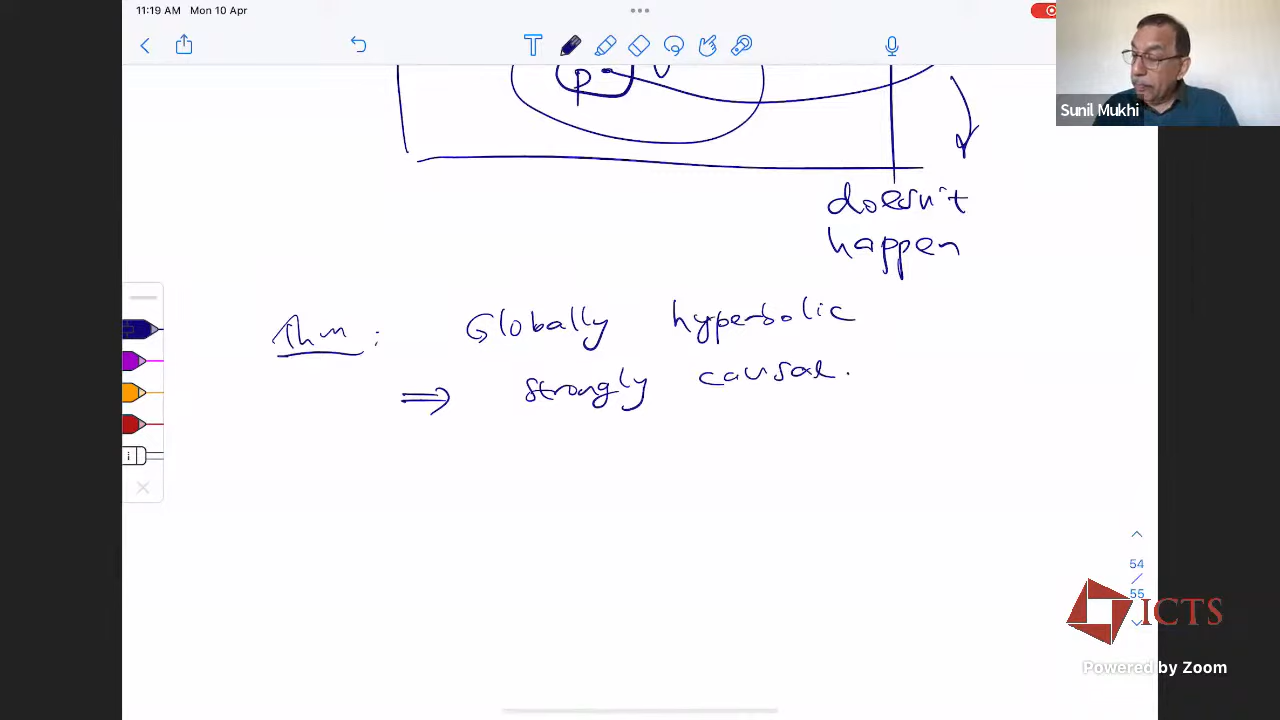 11:19 AM Mon 10 Apr
T
Sunil Mukhi
p
doesn't
happen
Thm : Globally hyperbolic
⇒ strongly causal.
54
/
55
ICTS
Powered by Zoom